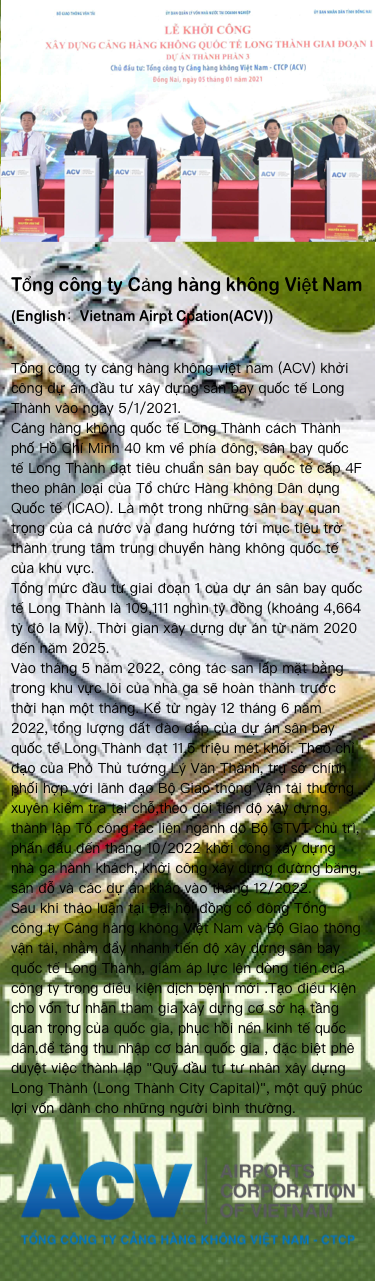 BỘ GIAO THÔNG VẬN TẢI
ỦY BAN QUẢN LÝ VỐN NHÀ NƯỚC TẠI DOANH NGHIỆP
LỄ KHỞI CÔNG
XÂY DỰNG CẢNG HÀNG KHÔNG QUỐC TẾ LONG THÀNH GIAI ĐOẠN 1
DỰ ÁN THÀNH PHẦN 3
Chủ đầu tư: Tổng công ty Cảng hàng không Việt Nam - CTCP (ACV)
Đồng Nai, ngày 05 tháng 01 năm 2021
ACV ACV ACV ACV ACV ACV
Tổng công ty Cảng hàng không Việt Nam
(English: Vietnam Airpt Cpation(ACV))
Tổng công ty cảng hàng không việt nam (ACV) khởi
công dự án đầu tư xây dựng sân bay quốc tế Long
Thành vào ngày 5/1/2021.
Cảng hàng không quốc tế Long Thành cách Thành
phố Hồ Chí Minh 40 km về phía đông, sân bay quốc
tế Long Thành đạt tiêu chuẩn sân bay quốc tế cấp 4F
theo phân loại của Tổ chức Hàng không Dân dụng
Quốc tế (ICAO). Là một trong những sân bay quan
trọng của cả nước và đang hướng tới mục tiêu trở
thành trung tâm trung chuyển hàng không quốc tế
của khu vực.
Tổng mức đầu tư giai đoạn 1 của dự án sân bay quốc
tế Long Thành là 109,111 nghìn tỷ đồng (khoảng 4,664
tỷ đô la Mỹ). Thời gian xây dựng dự án từ năm 2020
đến năm 2025.
Vào tháng 5 năm 2022, công tác san lấp mặt bằng
trong khu vực lõi của nhà ga sẽ hoàn thành trước
thời hạn một tháng. Kể từ ngày 12 tháng 6 năm
2022, tổng lượng đất đào đắp của dự án sân bay
quốc tế Long Thành đạt 11,5 triệu mét khối. Theo chỉ
đạo của Phó Thủ tướng Lý Văn Thành, trụ sở chính
phối hợp với lãnh đạo Bộ Giao thông Vận tải thường
xuyên kiểm tra tại chỗ,theo dõi tiến độ xây dựng,
thành lập Tổ công tác liên ngành do Bộ GTVT chủ trì,
phấn đấu đến tháng 10/2022 khởi công xây dựng
nhà ga hành khách, khởi công xây dựng đường băng,
sân đỗ và các dự án khác vào tháng 12/2022.
Sau khi thảo luận tại Đại hội đồng cổ đông Tổng
công ty Cảng hàng không Việt Nam và Bộ Giao thông
vận tải, nhằm đẩy nhanh tiến độ xây dựng sân bay
quốc tế Long Thành, giảm áp lực lên dòng tiền của
công ty trong điều kiện dịch bệnh mới .Tạo điều kiện
cho vốn tư nhân tham gia xây dựng cơ sở hạ tầng
quan trọng của quốc gia, phục hồi nền kinh tế quốc
dân,để tăng thu nhập cơ bản quốc gia , đặc biệt phê
duyệt việc thành lập "Quỹ đầu tư tư nhân xây dựng
Long Thành (Long Thành City Capital)", một quỹ phúc
lợi vốn dành cho những người bình thường.
CẢNH KHÔ
ACV
AIRPORTS
CORPORATION
OF VIETNAM
TỔNG CÔNG TY CẢNG HÀNG KHÔNG VIỆT NAM - CTCP